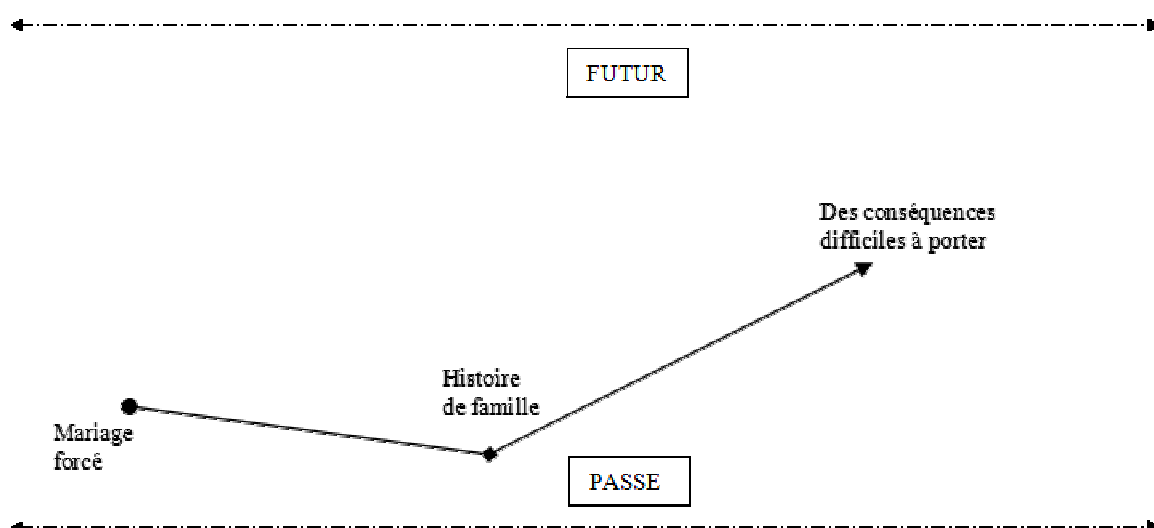 FUTUR
Des conséquences
difficiles à porter
Histoire
de famille
Mariage
forcé
PASSE